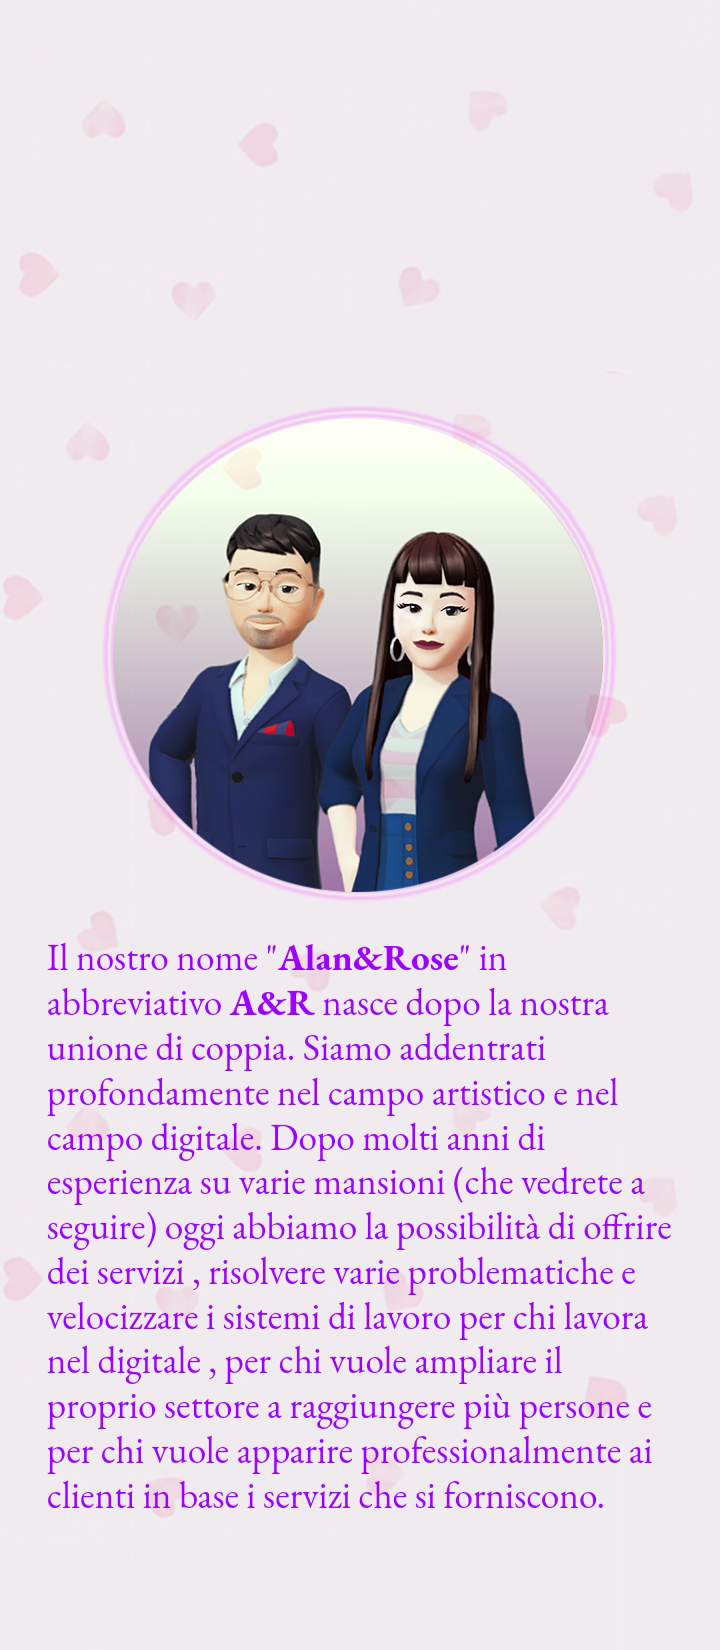 Il nostro nome "Alan&Rose" in
abbreviativo A&R nasce dopo la nostra
unione di coppia. Siamo addentrati
profondamente nel campo artistico e nel
campo digitale. Dopo molti anni di
esperienza su varie mansioni (che vedrete a
seguire) oggi abbiamo la possibilità di offrire
dei servizi , risolvere varie problematiche e
velocizzare i sistemi di lavoro per chi lavora
nel digitale , per chi vuole ampliare il
proprio settore a raggiungere più persone e
per chi vuole apparire professionalmente ai
clienti in base i servizi che si forniscono.